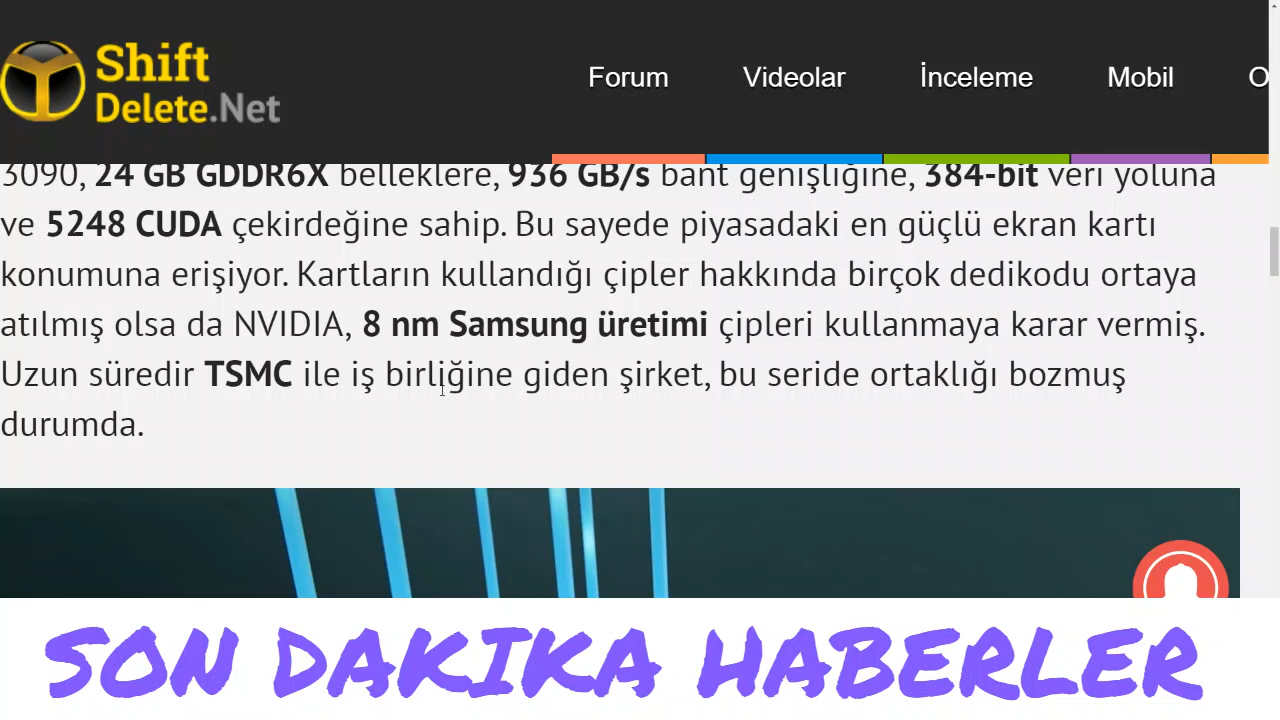 Shift
Delete.Net
Forum
Videolar
İnceleme
Mobil
O
3090, 24 GB GDDR6X belleklere, 936 GB/s bant genişliğine, 384-bit veri yoluna
ve 5248 CUDA çekirdeğine sahip. Bu sayede piyasadaki en güçlü ekran kartı
konumuna erişiyor. Kartların kullandığı çipler hakkında birçok dedikodu ortaya
atılmış olsa da NVIDIA, 8 nm Samsung üretimi çipleri kullanmaya karar vermiş.
Uzun süredir TSMC ile iş birliğine giden şirket, bu seride ortaklığı bozmuş
durumda.
SON DAKIKA HABERLER